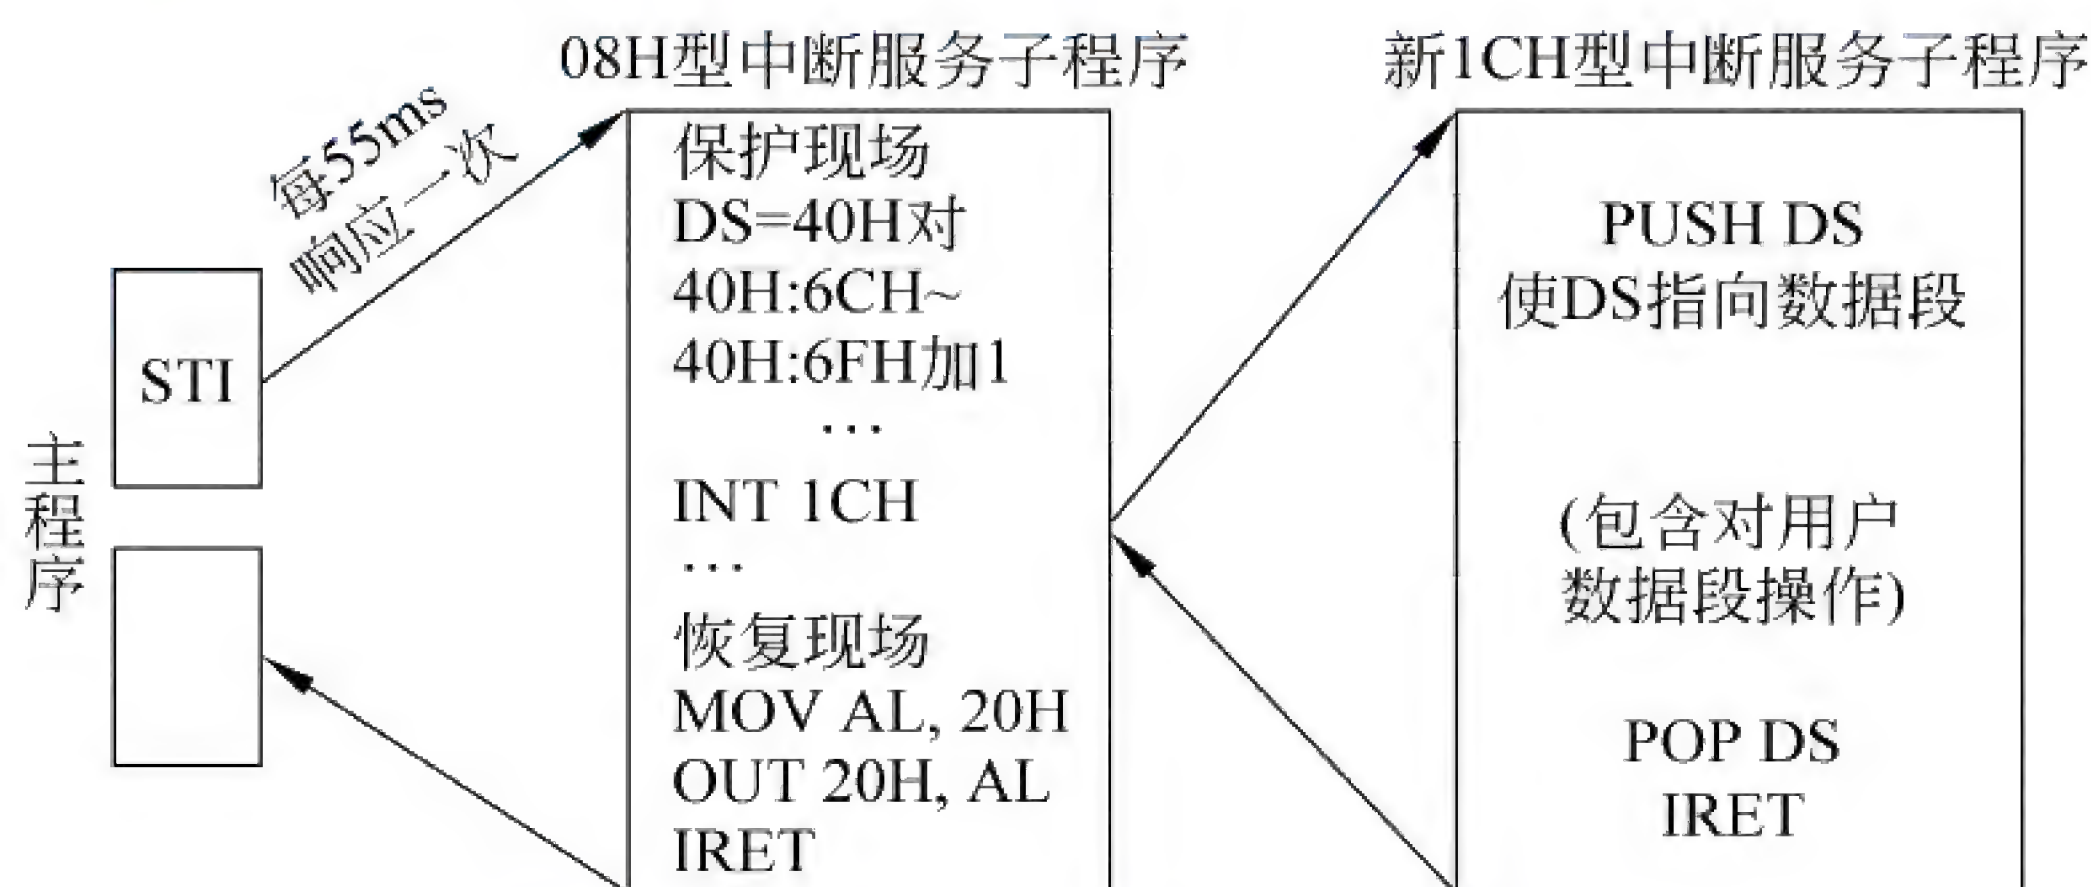 08H型中断服务子程序
新1CH型中断服务子程序
每55ms
响应一次
主程序
STI
保护现场
DS=40H对
40H:6CH~
40H:6FH加1
…
INT 1CH
…
恢复现场
MOV AL, 20H
OUT 20H, AL
IRET
PUSH DS
使DS指向数据段
(包含对用户
数据段操作)
POP DS
IRET